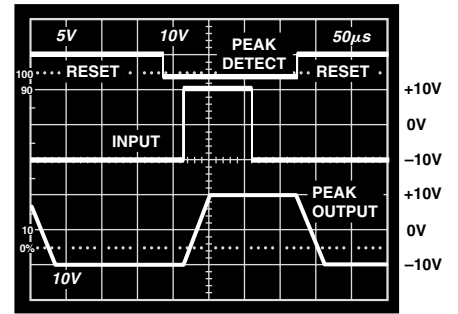 5V 10V 50µs
PEAK
DETECT
100 RESET RESET
90
+10V
0V
INPUT
−10V
+10V
PEAK
OUTPUT
10
0V
0%
−10V
10V